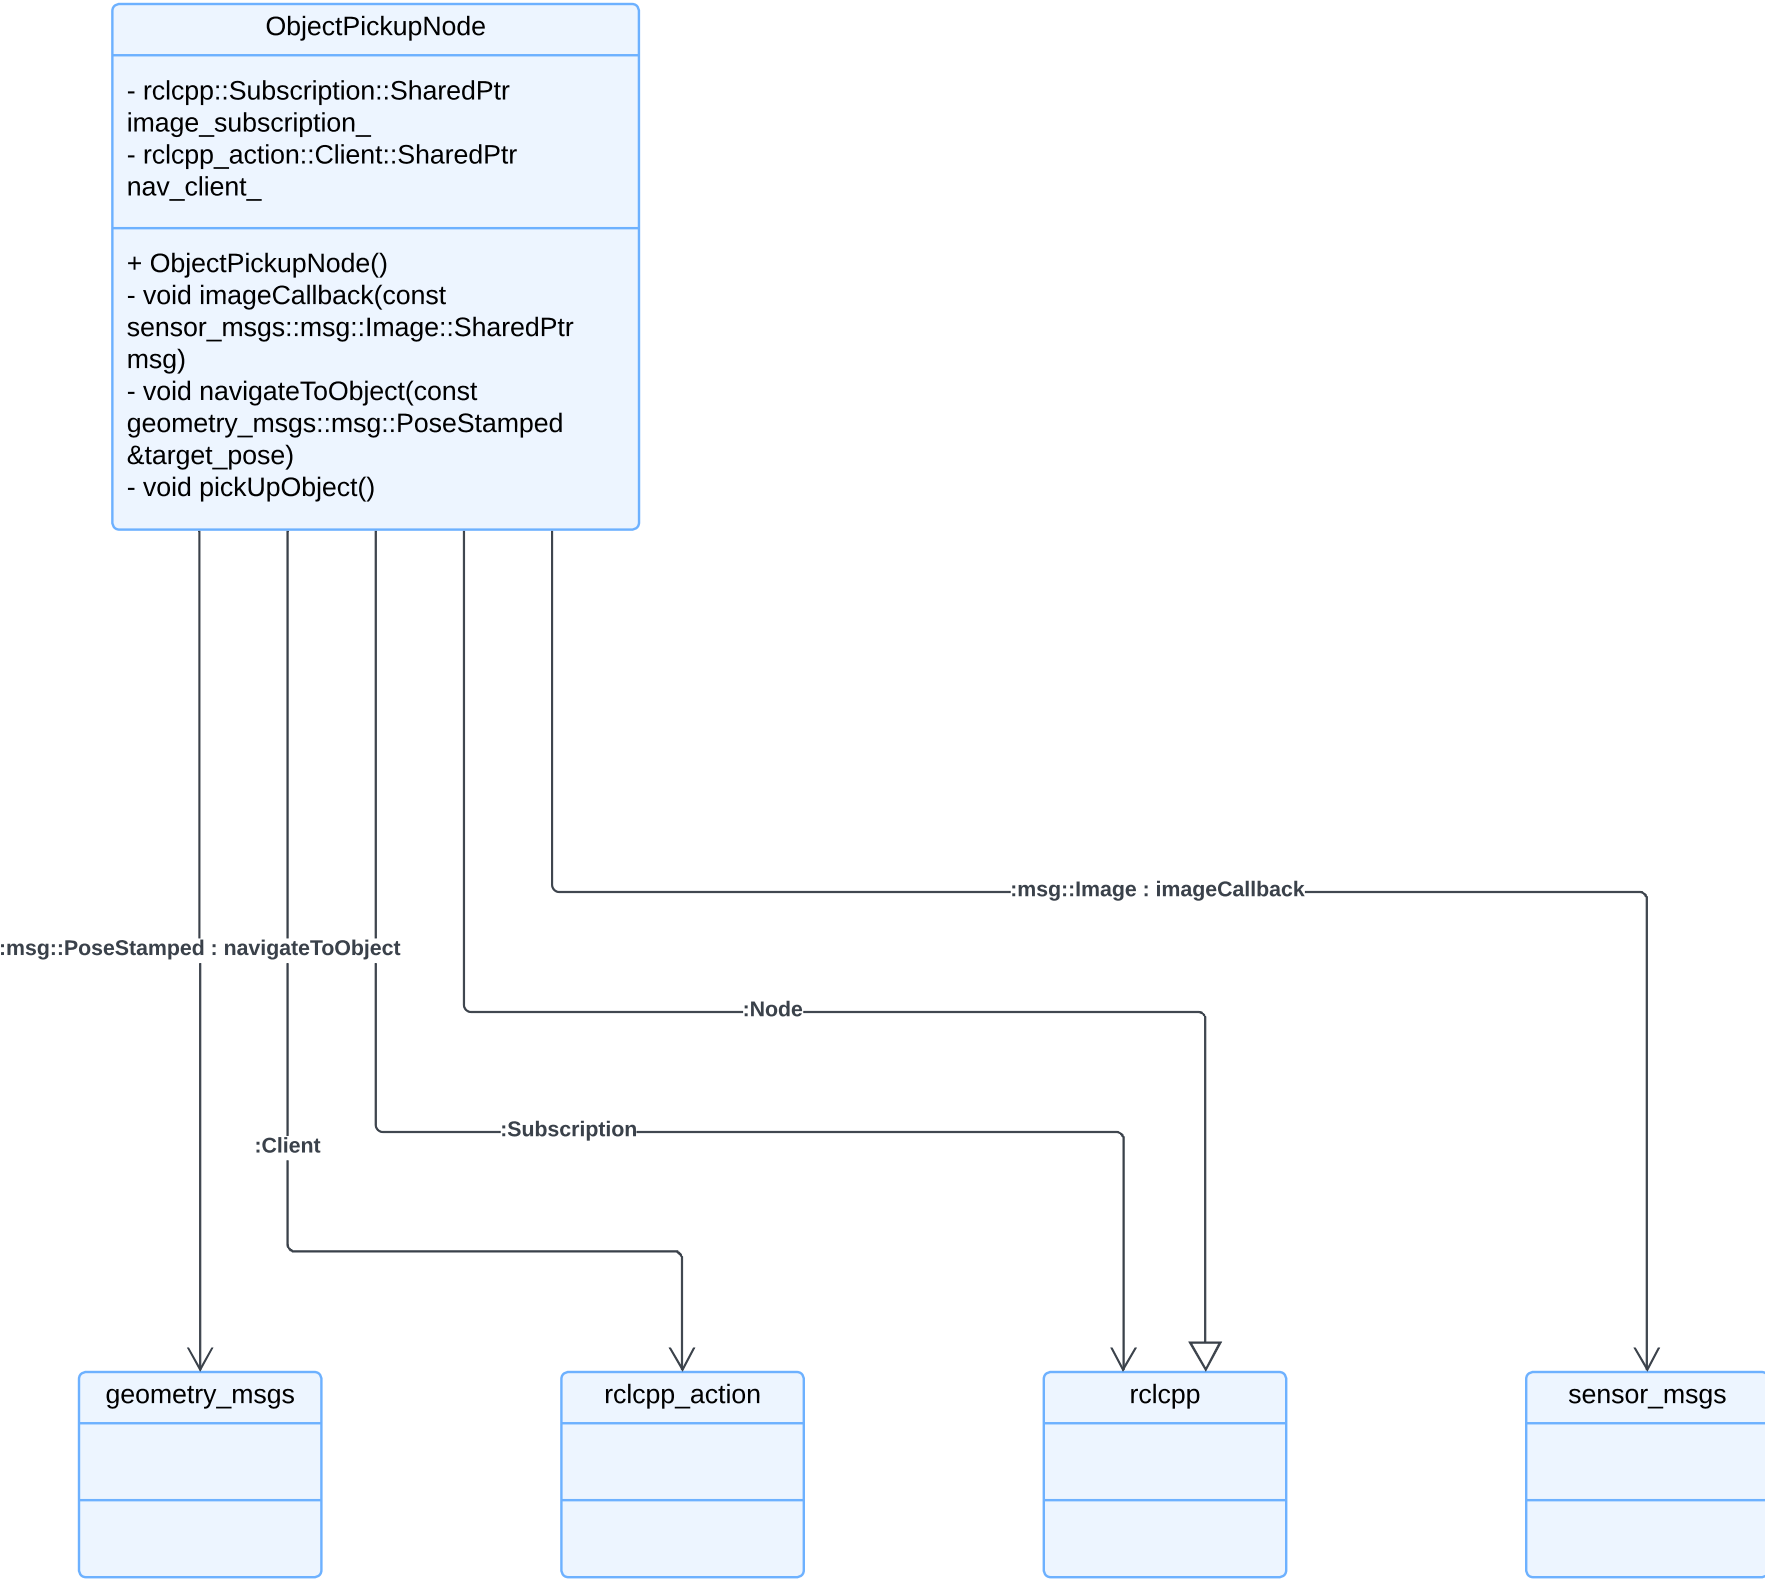 ObjectPickupNode
- rclcpp::Subscription::SharedPtr
image_subscription_
- rclcpp_action::Client::SharedPtr
nav_client_
+ ObjectPickupNode()
- void imageCallback(const
sensor_msgs::msg::Image::SharedPtr
msg)
- void navigateToObject(const
geometry_msgs::msg::PoseStamped
&target_pose)
- void pickUpObject()
:msg::Image : imageCallback
:msg::PoseStamped : navigateToObject
:Node
:Subscription
:Client
geometry_msgs
rclcpp_action
rclcpp
sensor_msgs